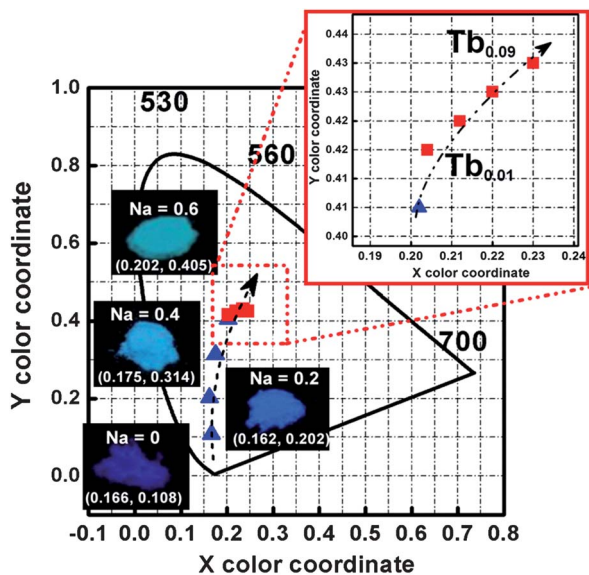 0.44
0.43
0.43
0.42
0.42
0.41
0.40
Y color coordinate
Tb0.09
Tb0.01
0.19 0.20 0.21 0.22 0.23 0.24
X color coordinate
1.0
0.8
0.6
0.4
0.2
0.0
Y color coordinate
530
560
700
Na = 0.6
(0.202, 0.405)
Na = 0.4
(0.175, 0.314)
Na = 0.2
(0.162, 0.202)
Na = 0
(0.166, 0.108)
-0.1 0.0 0.1 0.2 0.3 0.4 0.5 0.6 0.7 0.8
X color coordinate